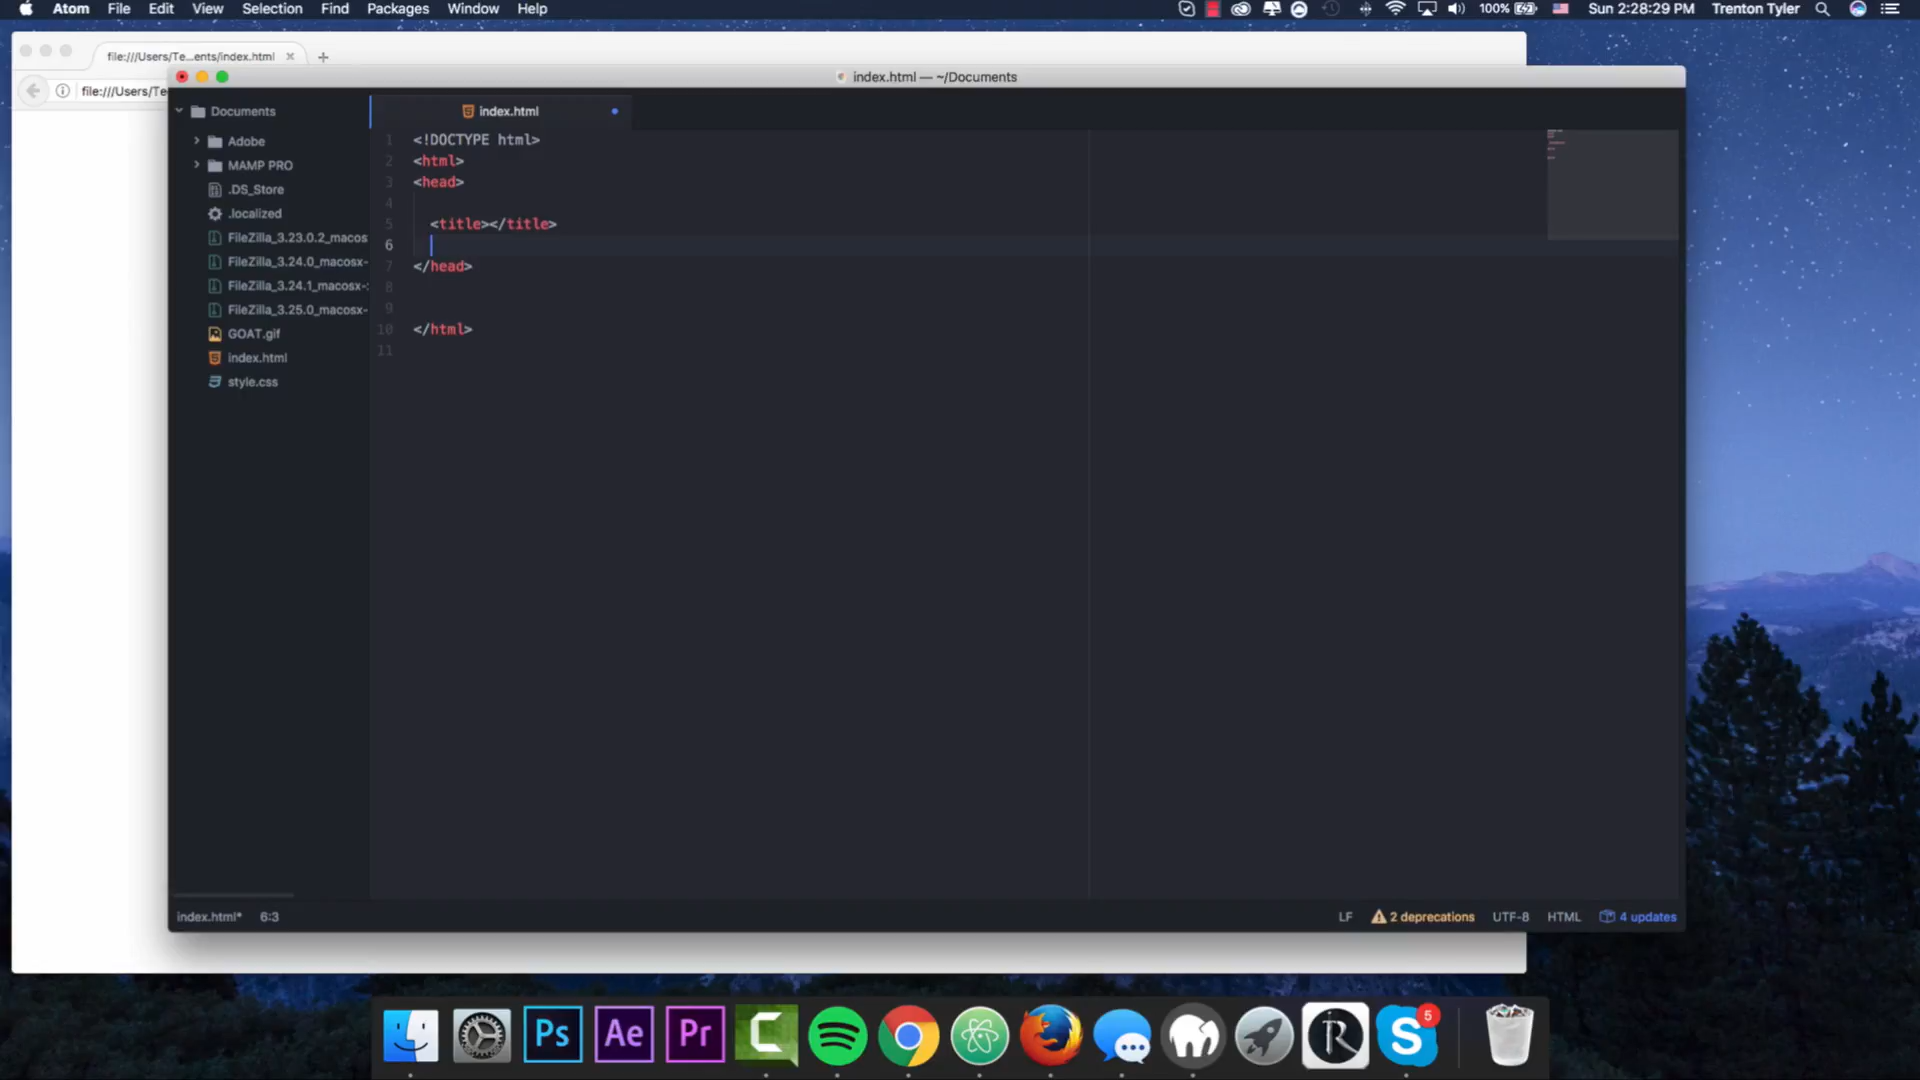 Atom File Edit View Selection Find Packages Window Help 100% Sun 2:28:29 PM Trenton Tyler
file:///Users/Te...ents/index.html
file:///Users/Te
index.html — ~/Documents
Documents
Adobe
MAMP PRO
.DS_Store
.localized
FileZilla_3.23.0.2_macos
FileZilla_3.24.0_macosx-
FileZilla_3.24.1_macosx-
FileZilla_3.25.0_macosx-
GOAT.gif
index.html
style.css
index.html
1 <!DOCTYPE html>
2 <html>
3 <head>
4
5 <title></title>
6
7 </head>
8
9
10 </html>
11
index.html* 6:3 LF 2 deprecations UTF-8 HTML 4 updates
Ps Ae Pr C R S 5